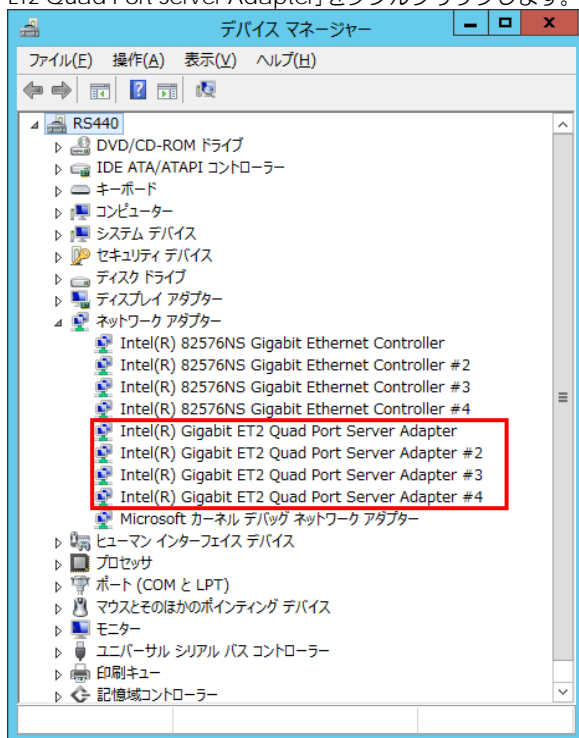 ET2 Quad Port Server Adapter」をダブルクリックします。
デバイス マネージャー
ファイル(F) 操作(A) 表示(V) ヘルプ(H)
RS440
DVD/CD-ROM ドライブ
IDE ATA/ATAPI コントローラー
キーボード
コンピューター
システム デバイス
セキュリティ デバイス
ディスク ドライブ
ディスプレイ アダプター
ネットワーク アダプター
Intel(R) 82576NS Gigabit Ethernet Controller
Intel(R) 82576NS Gigabit Ethernet Controller #2
Intel(R) 82576NS Gigabit Ethernet Controller #3
Intel(R) 82576NS Gigabit Ethernet Controller #4
Intel(R) Gigabit ET2 Quad Port Server Adapter
Intel(R) Gigabit ET2 Quad Port Server Adapter #2
Intel(R) Gigabit ET2 Quad Port Server Adapter #3
Intel(R) Gigabit ET2 Quad Port Server Adapter #4
Microsoft カーネル デバッグ ネットワーク アダプター
ヒューマン インターフェイス デバイス
プロセッサ
ポート (COM と LPT)
マウスとそのほかのポインティング デバイス
モニター
ユニバーサル シリアル バス コントローラー
印刷キュー
記憶域コントローラー